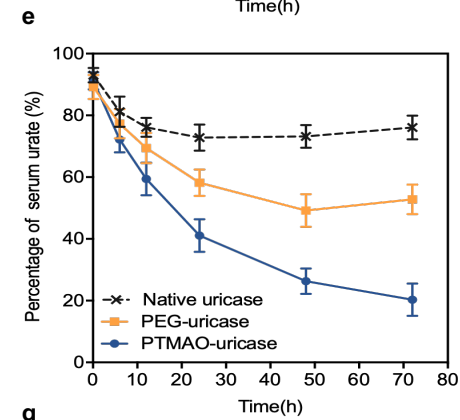 Time(h)
e
100
80
60
40
20
0
Percentage of serum urate (%)
Native uricase
PEG-uricase
PTMAO-uricase
0 10 20 30 40 50 60 70 80
Time(h)